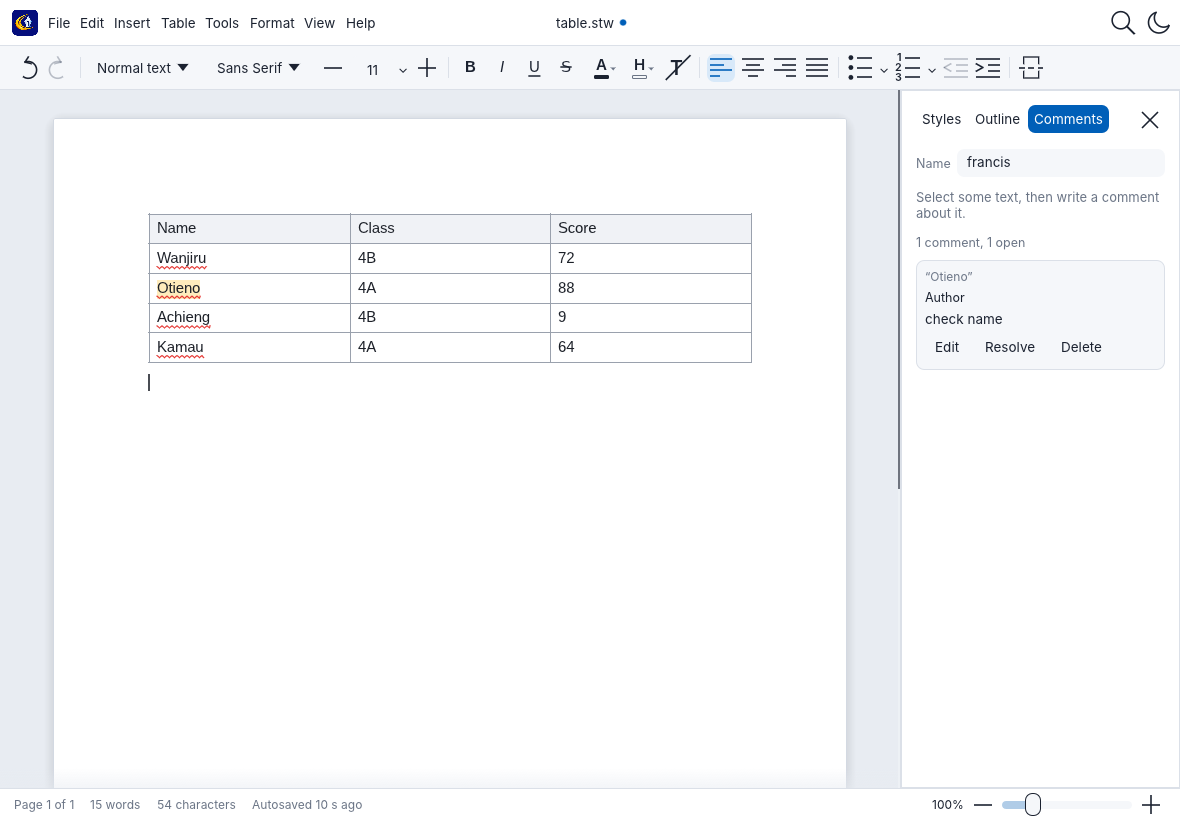 File Edit Insert Table Tools Format View Help table.stw
Normal text Sans Serif 11 B I U S A H T 1 2 3
Styles Outline Comments
Name francis
Select some text, then write a comment
about it.
1 comment, 1 open
“Otieno”
Author
check name
Edit Resolve Delete
Name Class Score
Wanjiru 4B 72
Otieno 4A 88
Achieng 4B 9
Kamau 4A 64
Page 1 of 1 15 words 54 characters Autosaved 10 s ago 100%